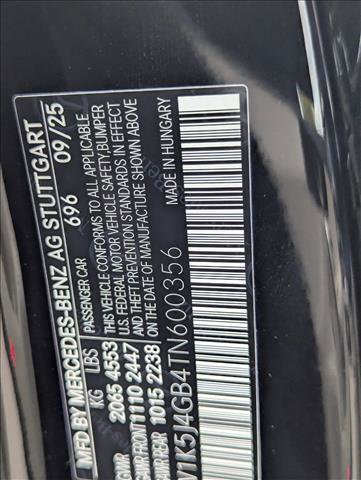 MFD BY MERCEDES-BENZ AG STUTTGART
696 09/25
PASSENGER CAR
THIS VEHICLE CONFORMS TO ALL APPLICABLE
U.S. FEDERAL MOTOR VEHICLE SAFETY, BUMPER
AND THEFT PREVENTION STANDARDS IN EFFECT
ON THE DATE OF MANUFACTURE SHOWN ABOVE.
KG LBS
GVWR 2065 4553
GAWR FRONT 1110 2447
GAWR REAR 1015 2238
MADE IN HUNGARY
W1K5J4GB4TN600356